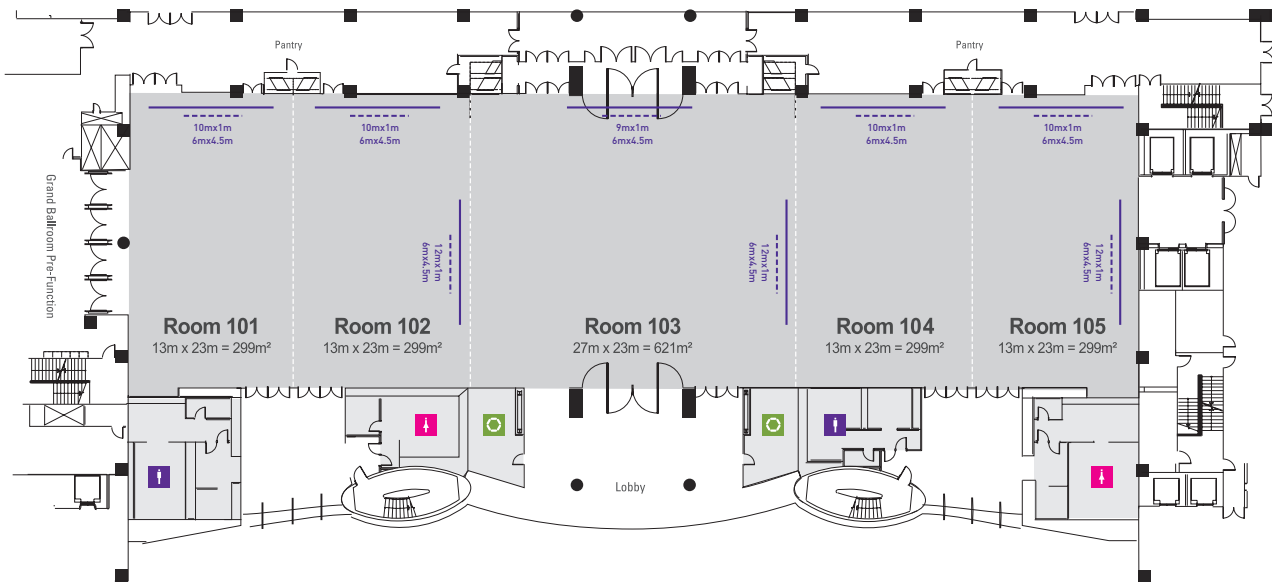 Pantry
Pantry
10mx1m
6mx4.5m
10mx1m
6mx4.5m
9mx1m
6mx4.5m
10mx1m
6mx4.5m
10mx1m
6mx4.5m
Grand Ballroom Pre-Function
12mx1m
6mx4.5m
12mx1m
6mx4.5m
12mx1m
6mx4.5m
Room 101
13m x 23m = 299m²
Room 102
13m x 23m = 299m²
Room 103
27m x 23m = 621m²
Room 104
13m x 23m = 299m²
Room 105
13m x 23m = 299m²
Lobby